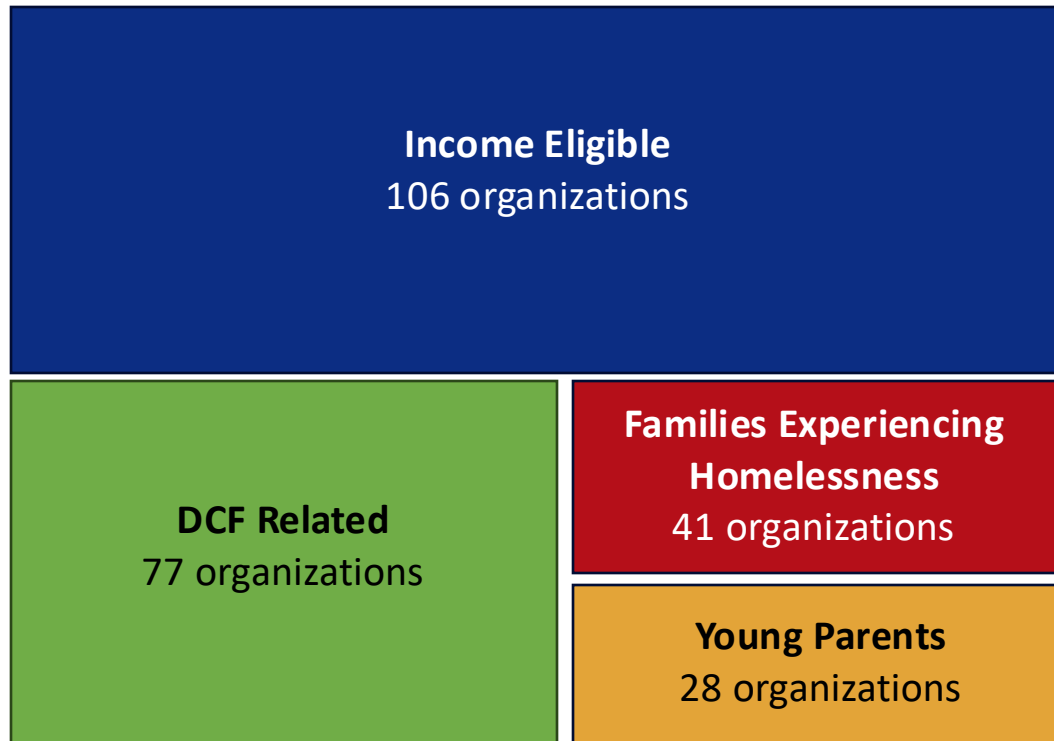 Income Eligible
106 organizations
DCF Related
77 organizations
Families Experiencing
Homelessness
41 organizations
Young Parents
28 organizations